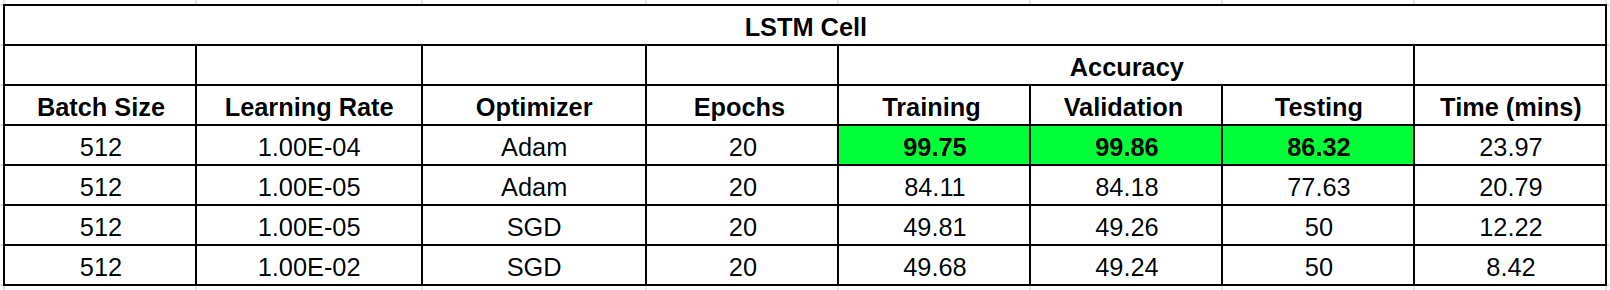 LSTM Cell
Accuracy
Batch Size Learning Rate Optimizer Epochs Training Validation Testing Time (mins)
512 1.00E-04 Adam 20 99.75 99.86 86.32 23.97
512 1.00E-05 Adam 20 84.11 84.18 77.63 20.79
512 1.00E-05 SGD 20 49.81 49.26 50 12.22
512 1.00E-02 SGD 20 49.68 49.24 50 8.42